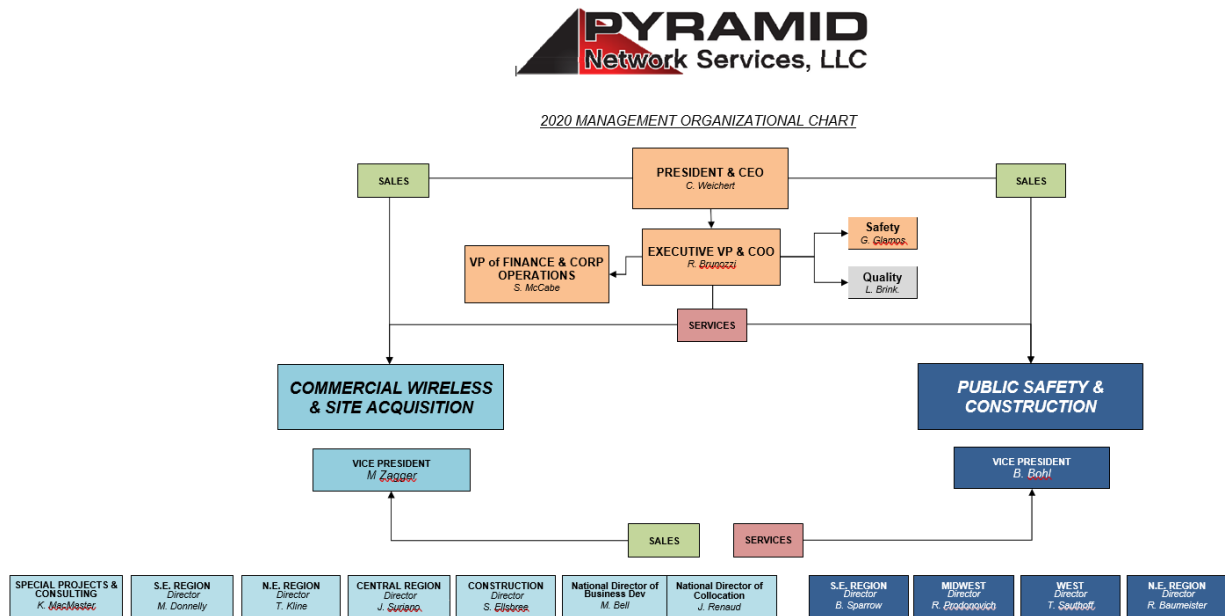 PYRAMID
Network Services, LLC
2020 MANAGEMENT ORGANIZATIONAL CHART
SALES
PRESIDENT & CEO
C. Weichert
SALES
Safety
G. Glamos.
VP of FINANCE & CORP
OPERATIONS
S. McCabe
EXECUTIVE VP & COO
R. Brunozzi
Quality
L. Brink.
SERVICES
COMMERCIAL WIRELESS
& SITE ACQUISITION
PUBLIC SAFETY &
CONSTRUCTION
VICE PRESIDENT
M Zagger
VICE PRESIDENT
B. Bohl
SALES
SERVICES
SPECIAL PROJECTS &
CONSULTING
K. MacMaster
S.E. REGION
Director
M. Donnelly
N.E. REGION
Director
T. Kline
CENTRAL REGION
Director
J. Suriano.
CONSTRUCTION
Director
S. Ellsbree
National Director of
Business Dev
M. Bell
National Director of
Collocation
J. Renaud
S.E. REGION
Director
B. Sparrow
MIDWEST
Director
R. Prodonovich
WEST
Director
T. Sauthoff
N.E. REGION
Director
R. Baumeister